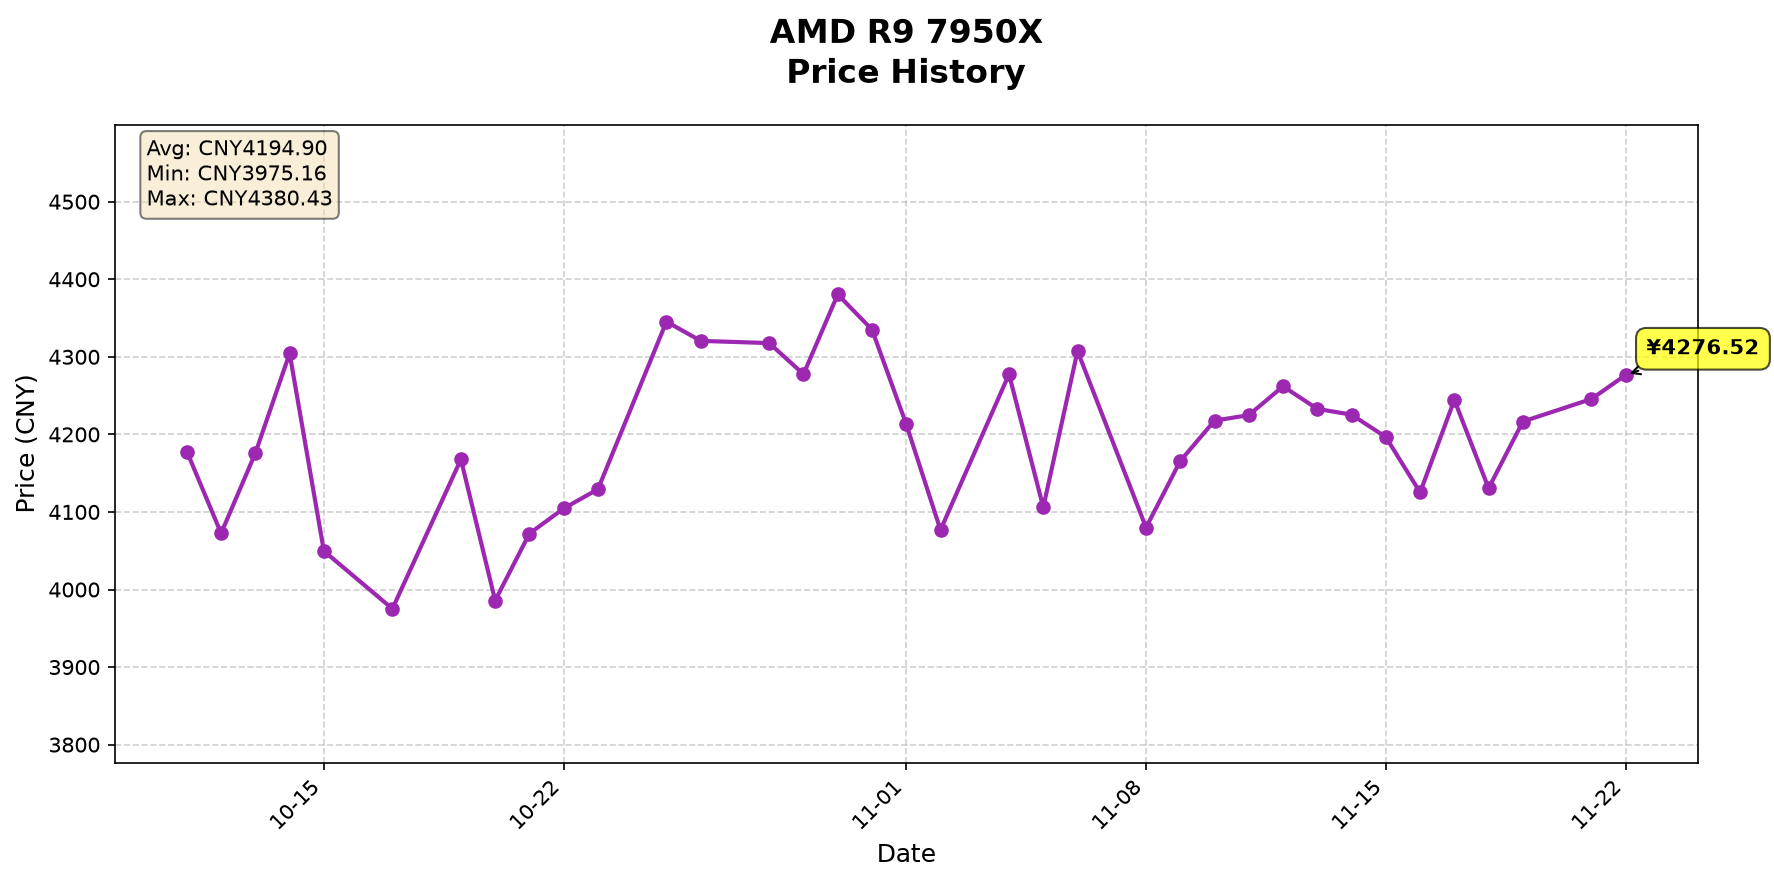 AMD R9 7950X
Price History
Avg: CNY4194.90
Min: CNY3975.16
Max: CNY4380.43
¥4276.52
Price (CNY)
4500
4400
4300
4200
4100
4000
3900
3800
10-15
10-22
11-01
11-08
11-15
11-22
Date